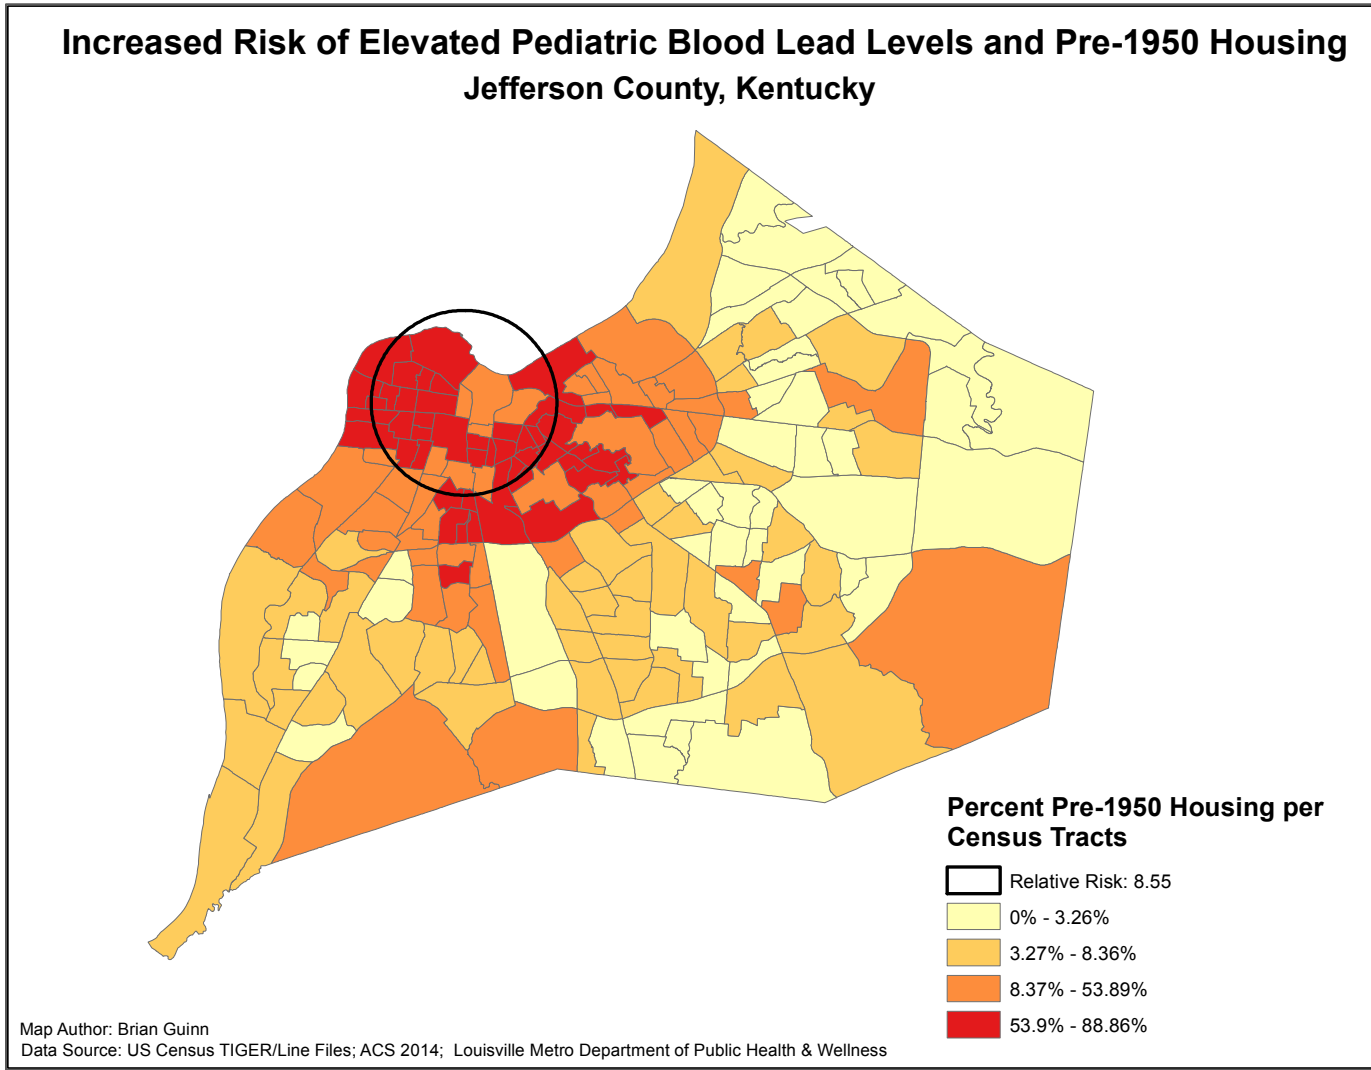 Increased Risk of Elevated Pediatric Blood Lead Levels and Pre-1950 Housing
Jefferson County, Kentucky
Percent Pre-1950 Housing per
Census Tracts
Relative Risk: 8.55
0% - 3.26%
3.27% - 8.36%
8.37% - 53.89%
53.9% - 88.86%
Map Author: Brian Guinn
Data Source: US Census TIGER/Line Files; ACS 2014; Louisville Metro Department of Public Health & Wellness